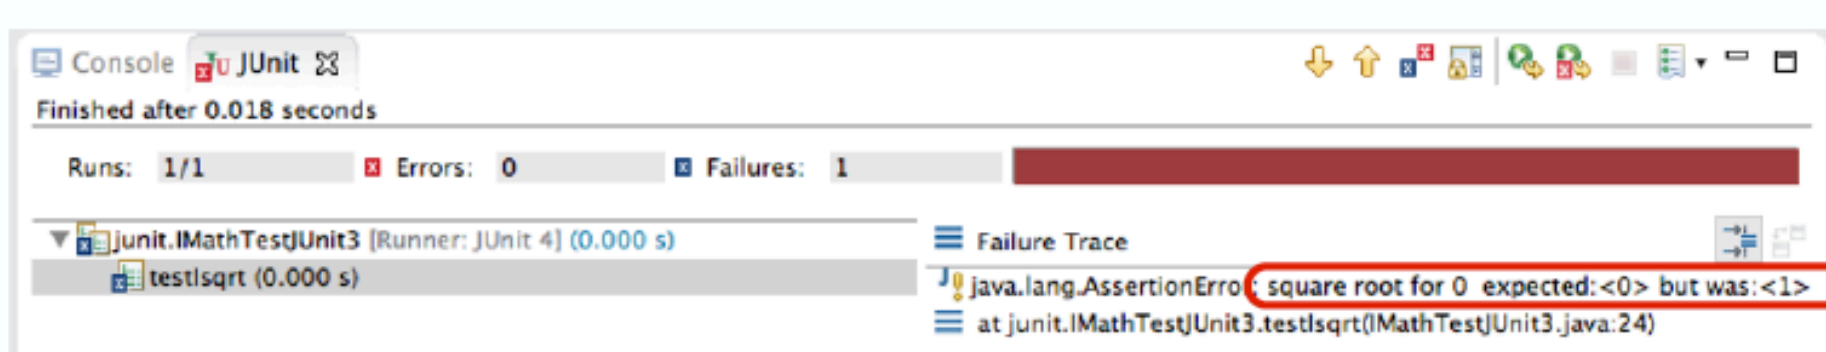 Console JUnit
Finished after 0.018 seconds
Runs: 1/1 Errors: 0 Failures: 1
junit.IMathTestJUnit3 [Runner: JUnit 4] (0.000 s)
testIsqrt (0.000 s)
Failure Trace
java.lang.AssertionError: square root for 0 expected:<0> but was:<1>
at junit.IMathTestJUnit3.testIsqrt(IMathTestJUnit3.java:24)